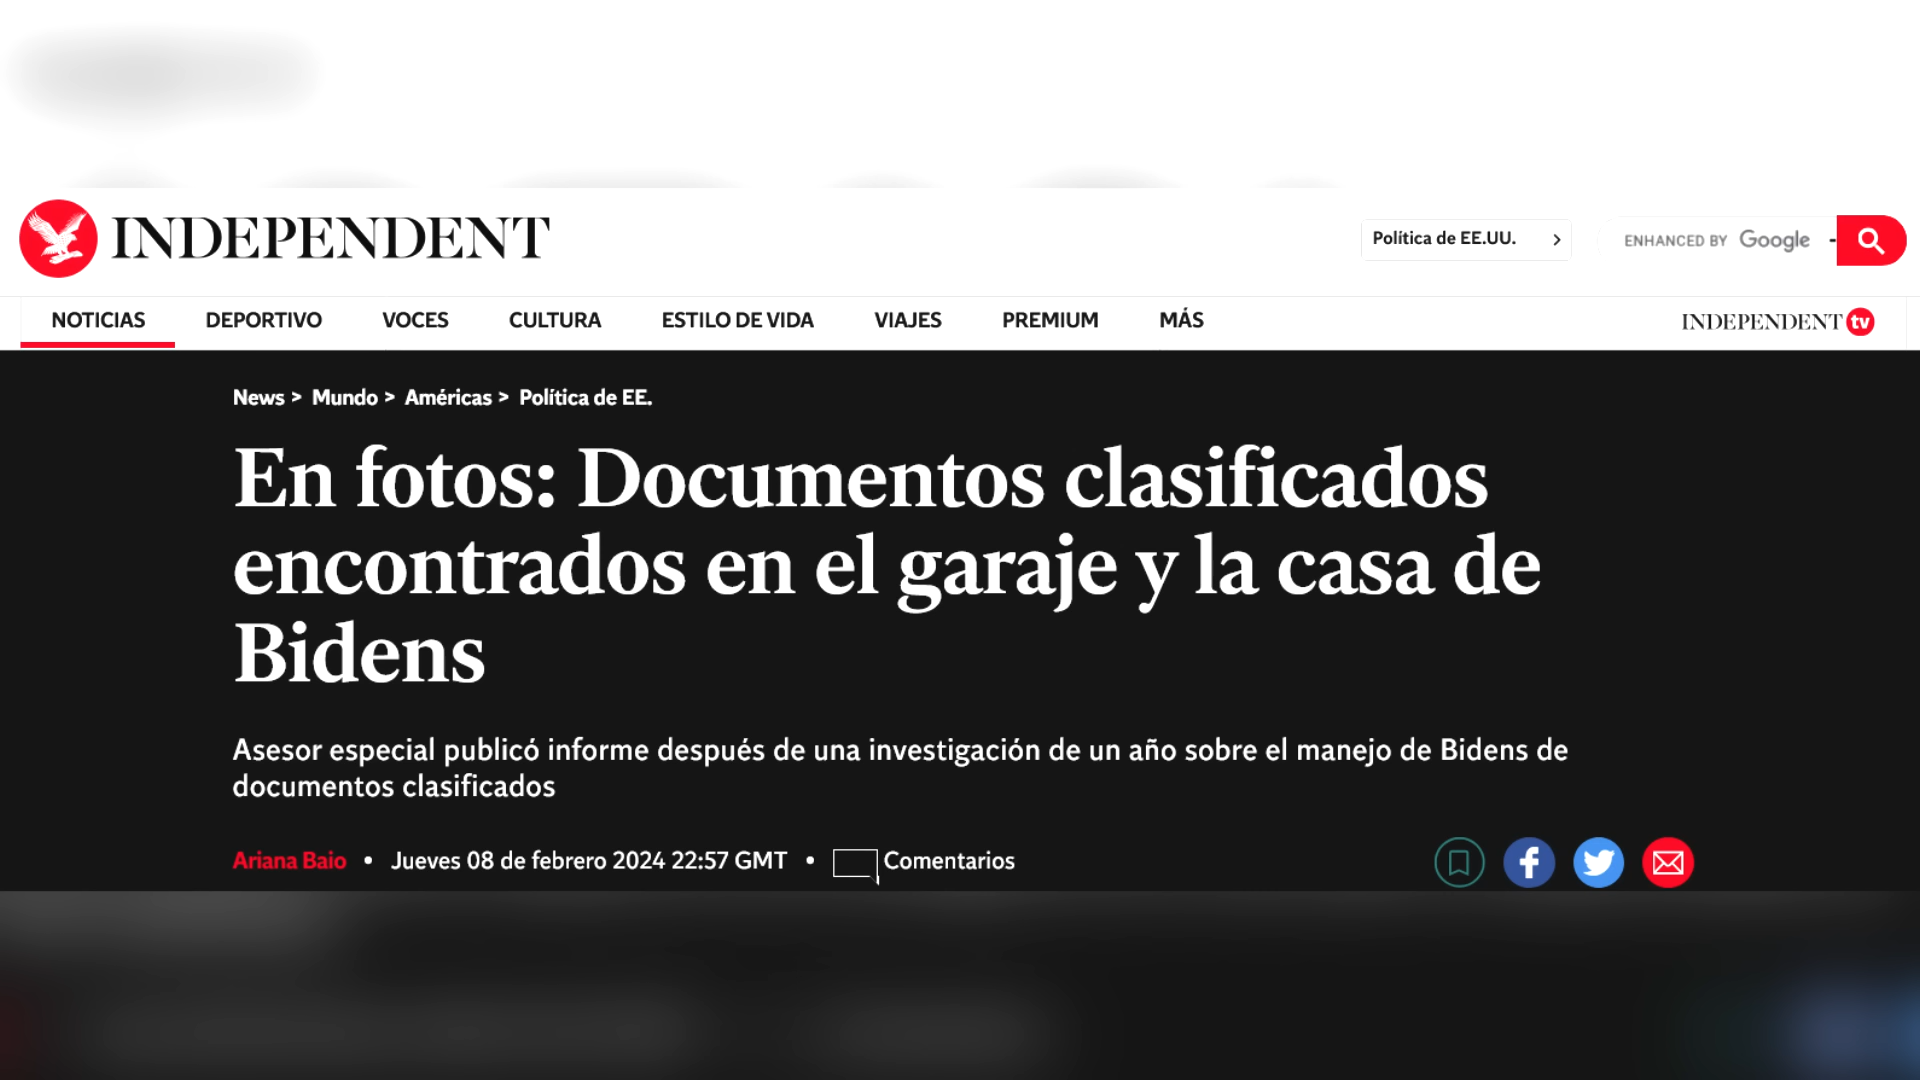 INDEPENDENT
Política de EE.UU.
ENHANCED BY Google
NOTICIAS DEPORTIVO VOCES CULTURA ESTILO DE VIDA VIAJES PREMIUM MÁS
INDEPENDENT tv
News > Mundo > Américas > Política de EE.
En fotos: Documentos clasificados
encontrados en el garaje y la casa de
Bidens
Asesor especial publicó informe después de una investigación de un año sobre el manejo de Bidens de
documentos clasificados
Ariana Baio • Jueves 08 de febrero 2024 22:57 GMT • Comentarios